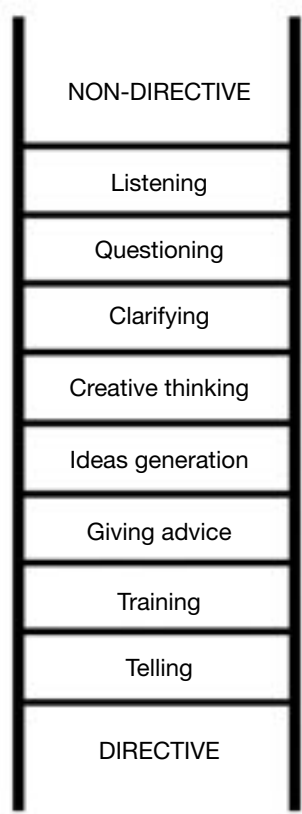 NON-DIRECTIVE
Listening
Questioning
Clarifying
Creative thinking
Ideas generation
Giving advice
Training
Telling
DIRECTIVE